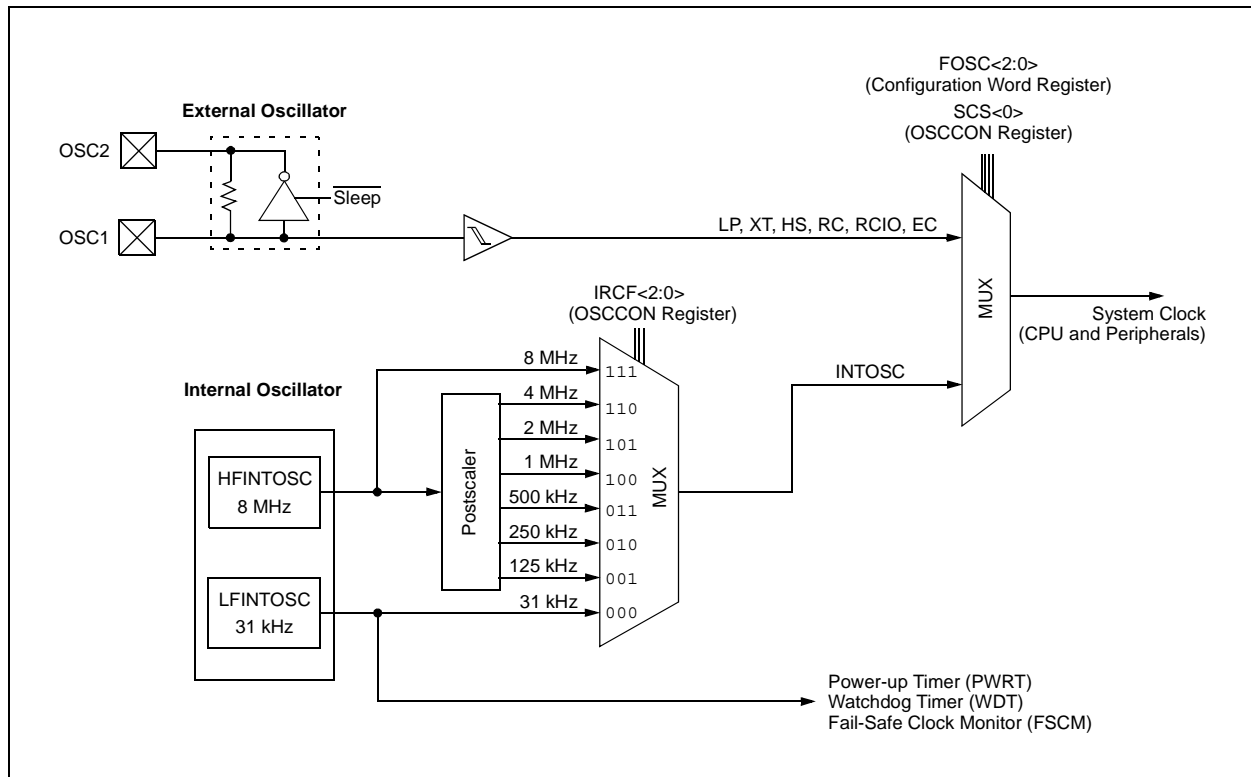 FOSC<2:0>
(Configuration Word Register)
SCS<0>
(OSCCON Register)
External Oscillator
OSC2
Sleep
OSC1
LP, XT, HS, RC, RCIO, EC
IRCF<2:0>
(OSCCON Register)
MUX
System Clock
(CPU and Peripherals)
Internal Oscillator
8 MHz
111
INTOSC
4 MHz
110
2 MHz
101
HFINTOSC
8 MHz
Postscaler
1 MHz
100
MUX
500 kHz
011
250 kHz
010
125 kHz
001
LFINTOSC
31 kHz
31 kHz
000
Power-up Timer (PWRT)
Watchdog Timer (WDT)
Fail-Safe Clock Monitor (FSCM)